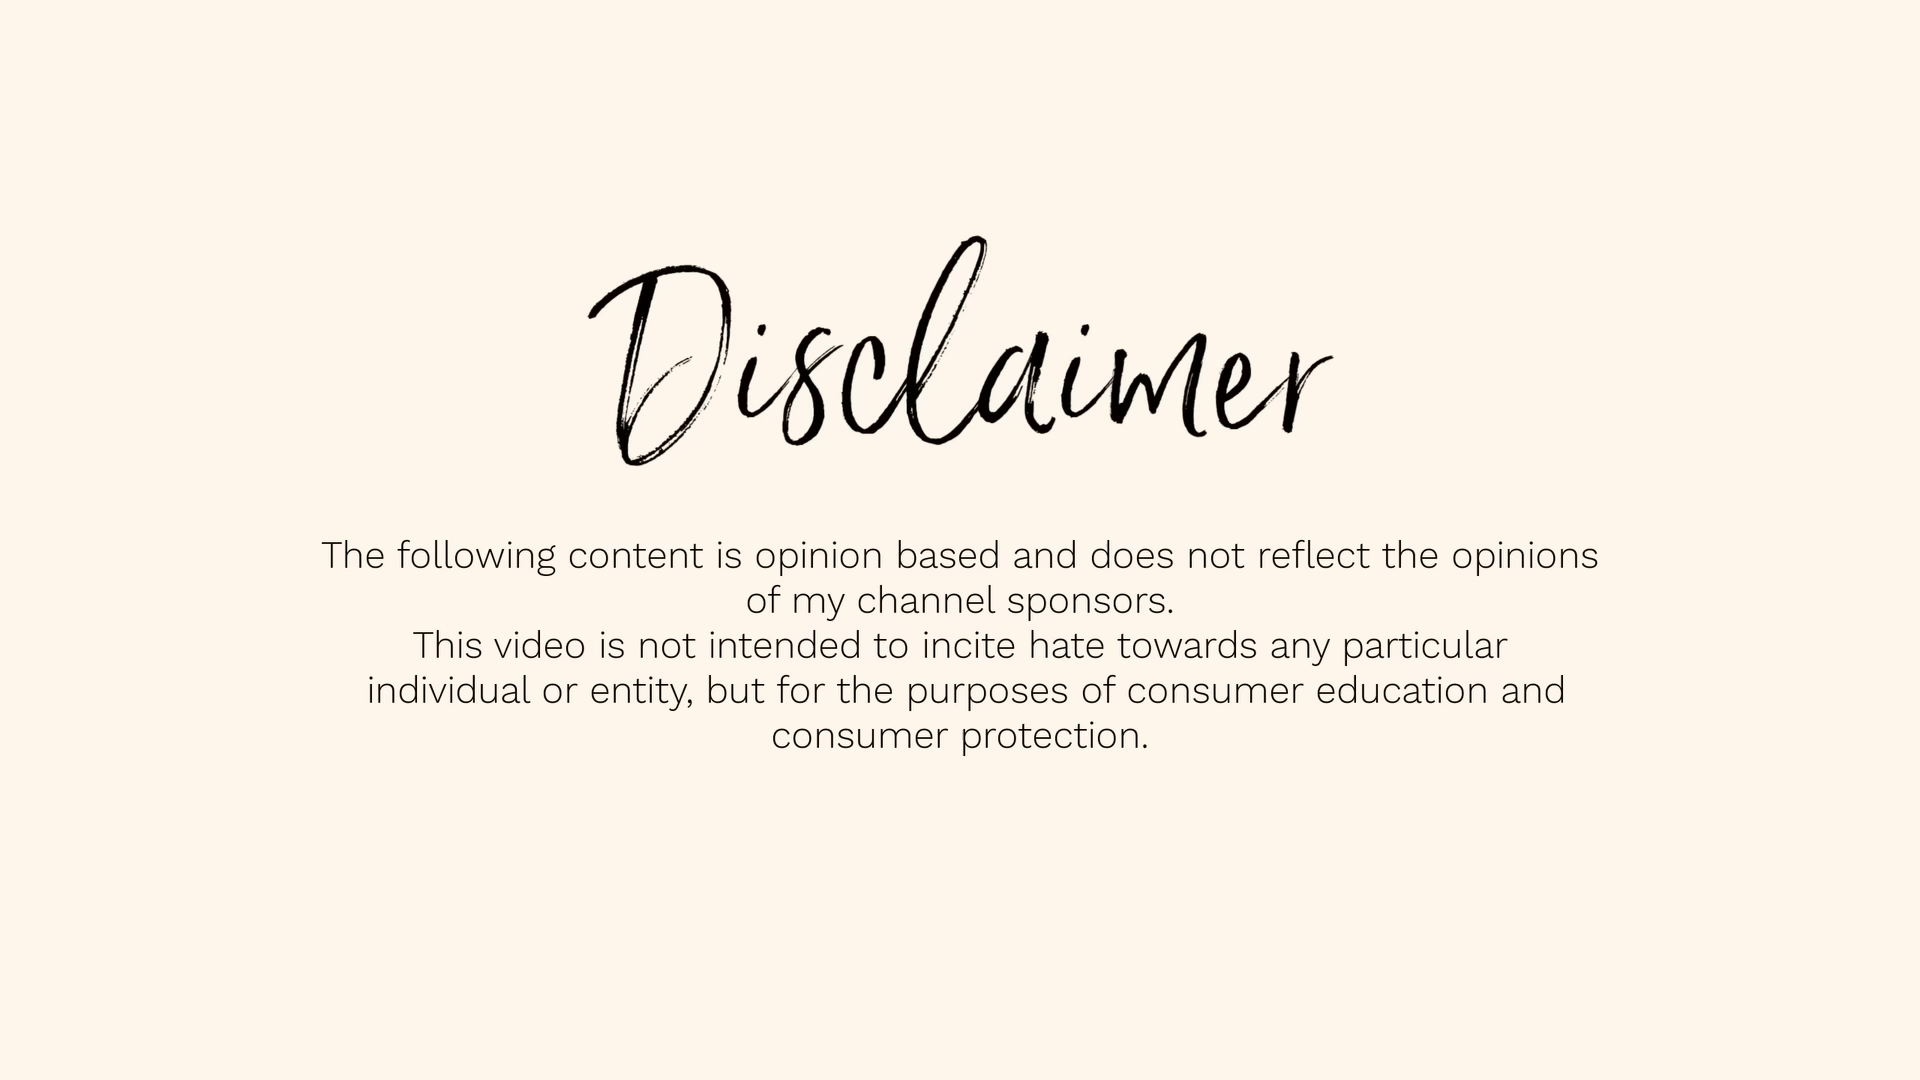 Disclaimer
The following content is opinion based and does not reflect the opinions
of my channel sponsors.
This video is not intended to incite hate towards any particular
individual or entity, but for the purposes of consumer education and
consumer protection.